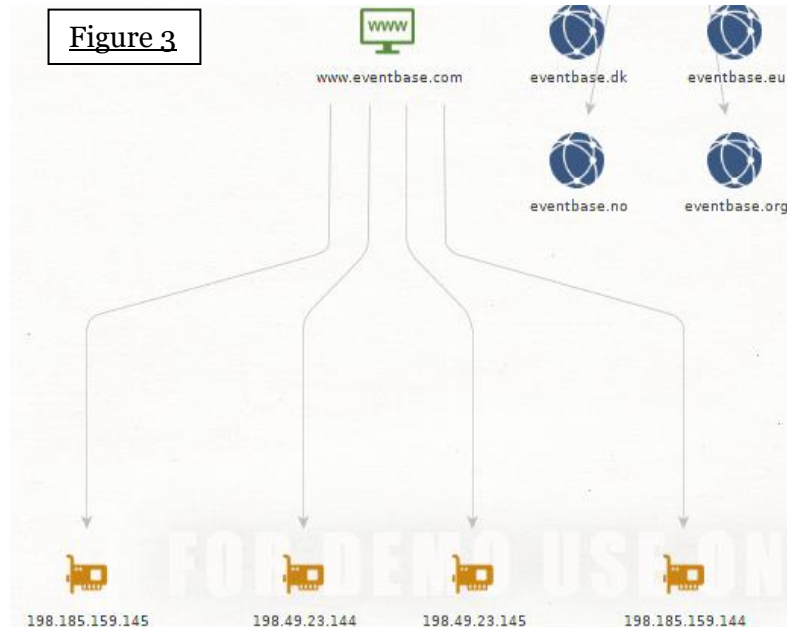 Figure 3
www
www.eventbase.com
eventbase.dk
eventbase.eu
eventbase.no
eventbase.org
FOR DEMO USE ON
198.185.159.145
198.49.23.144
198.49.23.145
198.185.159.144